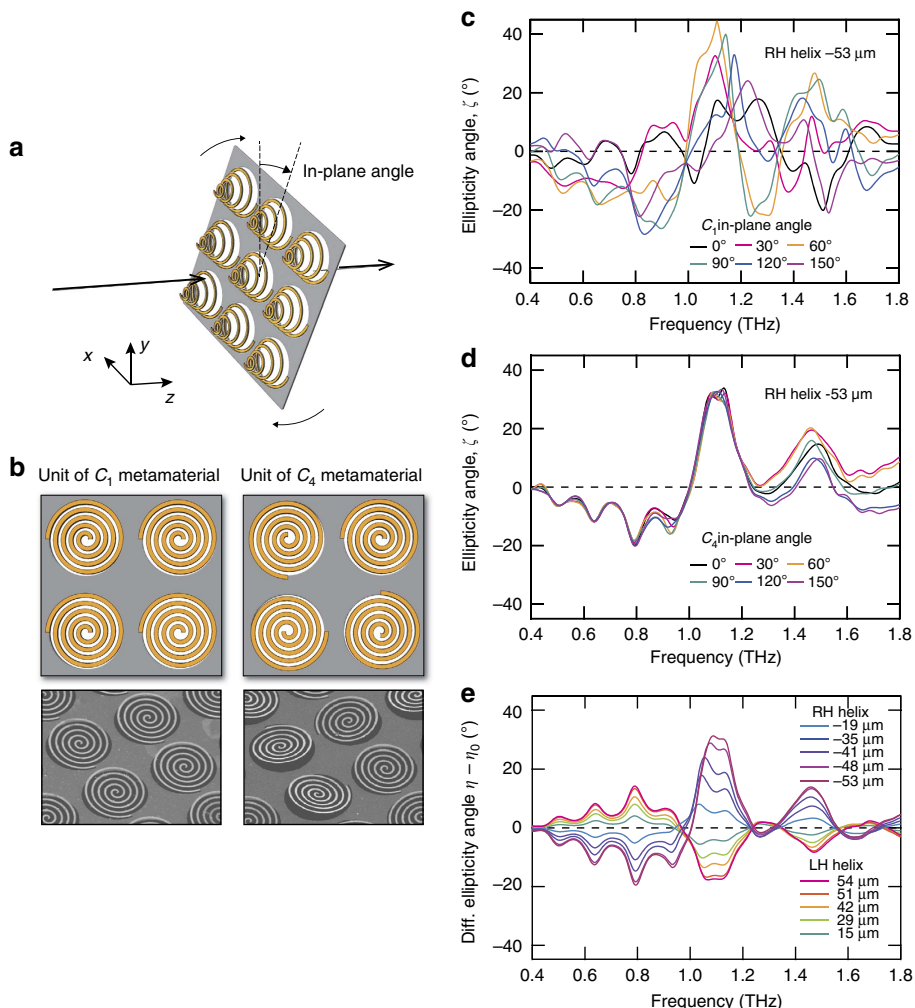 a
In-plane angle
x
y
z
b
Unit of C1 metamaterial
Unit of C4 metamaterial
c
40
20
0
−20
−40
Ellipticity angle, ζ (°)
RH helix –53 μm
C1in-plane angle
0° 30° 60°
90° 120° 150°
0.4 0.6 0.8 1.0 1.2 1.4 1.6 1.8
Frequency (THz)
d
40
20
0
−20
−40
Ellipticity angle, ζ (°)
RH helix -53 μm
C4in-plane angle
0° 30° 60°
90° 120° 150°
0.4 0.6 0.8 1.0 1.2 1.4 1.6 1.8
Frequency (THz)
e
40
20
0
−20
−40
Diff. ellipticity angle η − η0 (°)
RH helix
−19 μm
−35 μm
−41 μm
−48 μm
−53 μm
LH helix
54 μm
51 μm
42 μm
29 μm
15 μm
0.4 0.6 0.8 1.0 1.2 1.4 1.6 1.8
Frequency (THz)